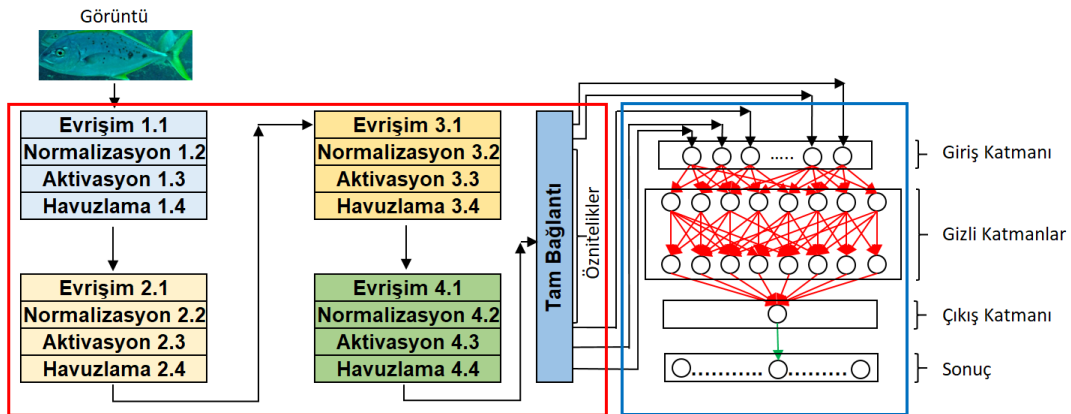 Görüntü
Evrişim 1.1
Normalizasyon 1.2
Aktivasyon 1.3
Havuzlama 1.4
Evrişim 2.1
Normalizasyon 2.2
Aktivasyon 2.3
Havuzlama 2.4
Evrişim 3.1
Normalizasyon 3.2
Aktivasyon 3.3
Havuzlama 3.4
Evrişim 4.1
Normalizasyon 4.2
Aktivasyon 4.3
Havuzlama 4.4
Tam Bağlantı
Öznitelikler
Giriş Katmanı
Gizli Katmanlar
Çıkış Katmanı
Sonuç